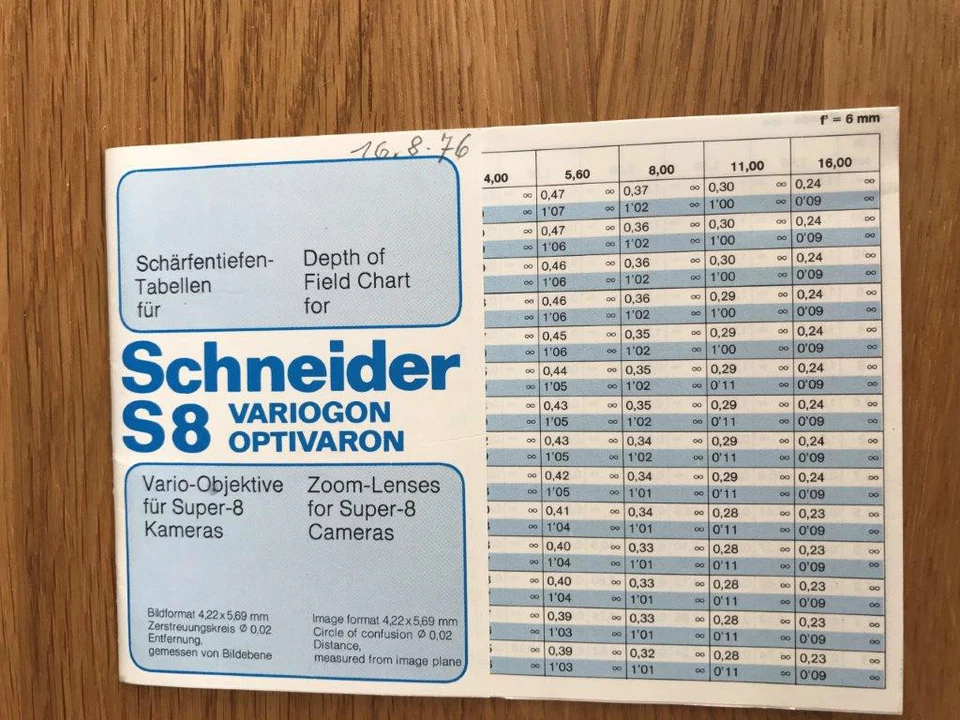 16.8.76
Schärfentiefen-
Tabellen
für
Depth of
Field Chart
for
Schneider
S8 VARIOGON
OPTIVARON
Vario-Objektive
für Super-8
Kameras
Zoom-Lenses
for Super-8
Cameras
Bildformat 4,22x5,69 mm
Zerstreuungskreis Ø 0,02
Entfernung,
gemessen von Bildebene
Image format 4,22x5,69 mm
Circle of confusion Ø 0,02
Distance,
measured from image plane
f' = 6 mm
4,00 5,60 8,00 11,00 16,00
∞ 0,47 ∞ 0,37 ∞ 0,30 ∞ 0,24 ∞
∞ 1'07 ∞ 1'02 ∞ 1'00 ∞ 0'09 ∞
∞ 0,47 ∞ 0,36 ∞ 0,30 ∞ 0,24 ∞
∞ 1'06 ∞ 1'02 ∞ 1'00 ∞ 0'09 ∞
∞ 0,46 ∞ 0,36 ∞ 0,30 ∞ 0,24 ∞
∞ 1'06 ∞ 1'02 ∞ 1'00 ∞ 0'09 ∞
∞ 0,46 ∞ 0,36 ∞ 0,29 ∞ 0,24 ∞
∞ 1'06 ∞ 1'02 ∞ 1'00 ∞ 0'09 ∞
∞ 0,45 ∞ 0,35 ∞ 0,29 ∞ 0,24 ∞
∞ 1'06 ∞ 1'02 ∞ 1'00 ∞ 0'09 ∞
∞ 0,44 ∞ 0,35 ∞ 0,29 ∞ 0,24 ∞
∞ 1'05 ∞ 1'02 ∞ 0'11 ∞ 0'09 ∞
∞ 0,43 ∞ 0,35 ∞ 0,29 ∞ 0,24 ∞
∞ 1'05 ∞ 1'02 ∞ 0'11 ∞ 0'09 ∞
∞ 0,43 ∞ 0,34 ∞ 0,29 ∞ 0,24 ∞
∞ 1'05 ∞ 1'02 ∞ 0'11 ∞ 0'09 ∞
∞ 0,42 ∞ 0,34 ∞ 0,29 ∞ 0,24 ∞
∞ 1'05 ∞ 1'01 ∞ 0'11 ∞ 0'09 ∞
∞ 0,41 ∞ 0,34 ∞ 0,28 ∞ 0,23 ∞
∞ 1'04 ∞ 1'01 ∞ 0'11 ∞ 0'09 ∞
∞ 0,40 ∞ 0,33 ∞ 0,28 ∞ 0,23 ∞
∞ 1'04 ∞ 1'01 ∞ 0'11 ∞ 0'09 ∞
∞ 0,40 ∞ 0,33 ∞ 0,28 ∞ 0,23 ∞
∞ 1'04 ∞ 1'01 ∞ 0'11 ∞ 0'09 ∞
∞ 0,39 ∞ 0,33 ∞ 0,28 ∞ 0,23 ∞
∞ 1'03 ∞ 1'01 ∞ 0'11 ∞ 0'09 ∞
∞ 0,39 ∞ 0,32 ∞ 0,28 ∞ 0,23 ∞
∞ 1'03 ∞ 1'01 ∞ 0'11 ∞ 0'09 ∞